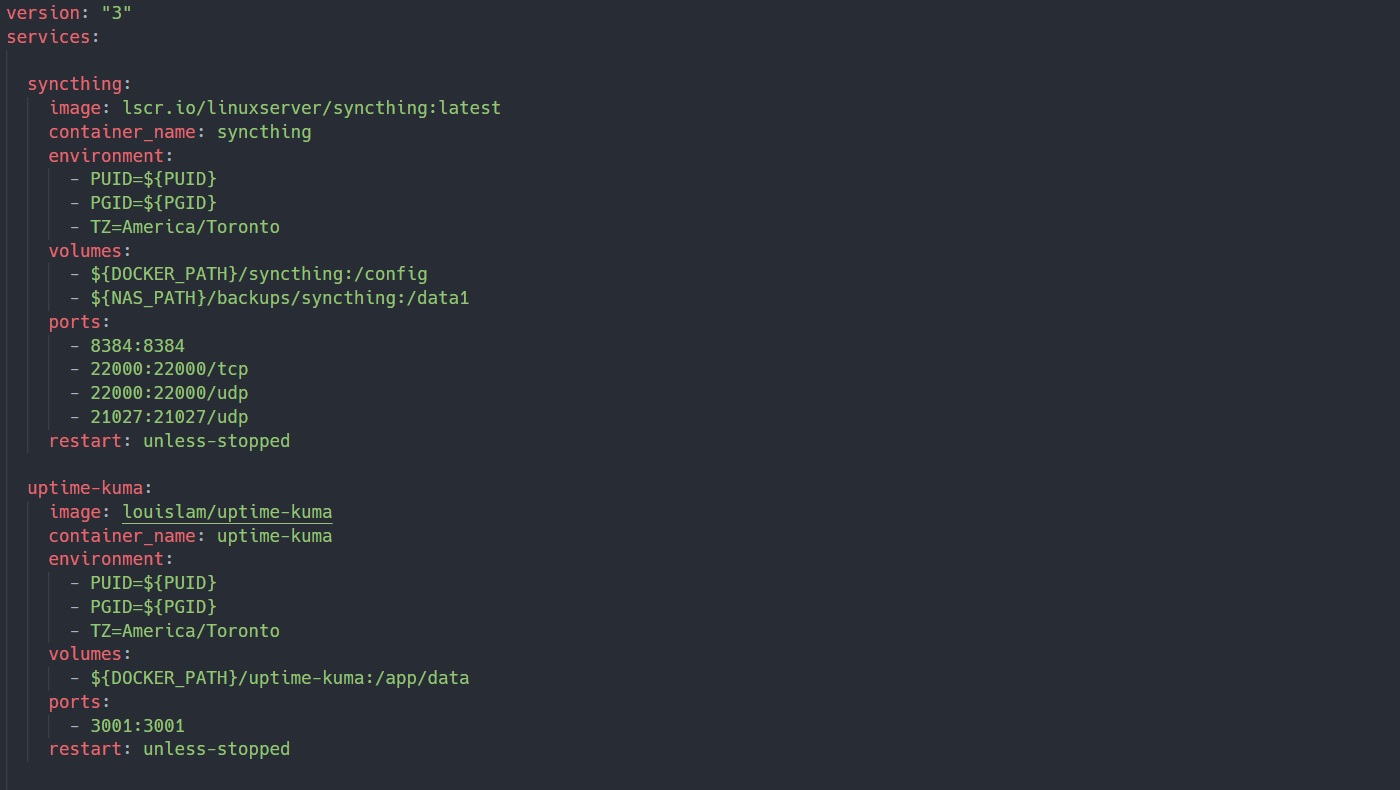 version: "3"
services:
  syncthing:
    image: lscr.io/linuxserver/syncthing:latest
    container_name: syncthing
    environment:
      - PUID=${PUID}
      - PGID=${PGID}
      - TZ=America/Toronto
    volumes:
      - ${DOCKER_PATH}/syncthing:/config
      - ${NAS_PATH}/backups/syncthing:/data1
    ports:
      - 8384:8384
      - 22000:22000/tcp
      - 22000:22000/udp
      - 21027:21027/udp
    restart: unless-stopped
  uptime-kuma:
    image: louislam/uptime-kuma
    container_name: uptime-kuma
    environment:
      - PUID=${PUID}
      - PGID=${PGID}
      - TZ=America/Toronto
    volumes:
      - ${DOCKER_PATH}/uptime-kuma:/app/data
    ports:
      - 3001:3001
    restart: unless-stopped